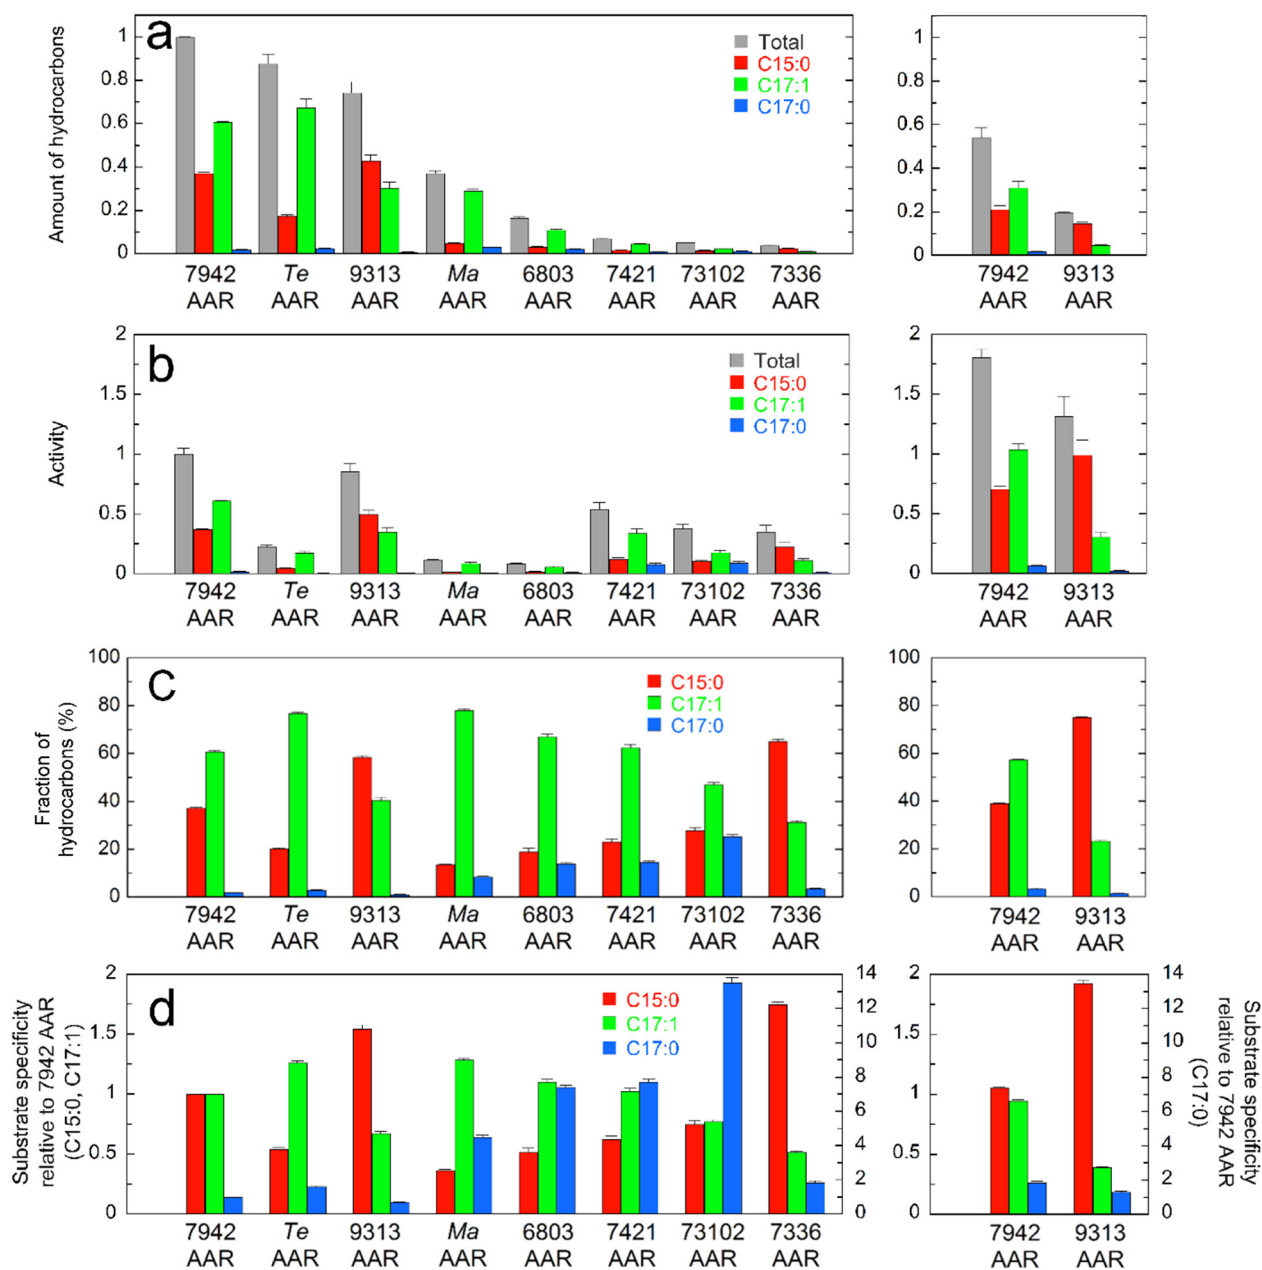 a
Amount of hydrocarbons
1
0.8
0.6
0.4
0.2
0
Total
C15:0
C17:1
C17:0
7942 Te 9313 Ma 6803 7421 73102 7336
AAR AAR AAR AAR AAR AAR AAR AAR
1
0.8
0.6
0.4
0.2
0
7942 9313
AAR AAR
b
Activity
2
1.5
1
0.5
0
Total
C15:0
C17:1
C17:0
7942 Te 9313 Ma 6803 7421 73102 7336
AAR AAR AAR AAR AAR AAR AAR AAR
2
1.5
1
0.5
0
7942 9313
AAR AAR
c
Fraction of
hydrocarbons (%)
100
80
60
40
20
0
C15:0
C17:1
C17:0
7942 Te 9313 Ma 6803 7421 73102 7336
AAR AAR AAR AAR AAR AAR AAR AAR
100
80
60
40
20
0
7942 9313
AAR AAR
d
Substrate specificity
relative to 7942 AAR
(C15:0, C17:1)
2
1.5
1
0.5
0
C15:0
C17:1
C17:0
14
12
10
8
6
4
2
0
7942 Te 9313 Ma 6803 7421 73102 7336
AAR AAR AAR AAR AAR AAR AAR AAR
2
1.5
1
0.5
0
14
12
10
8
6
4
2
0
Substrate specificity
relative to 7942 AAR
(C17:0)
7942 9313
AAR AAR